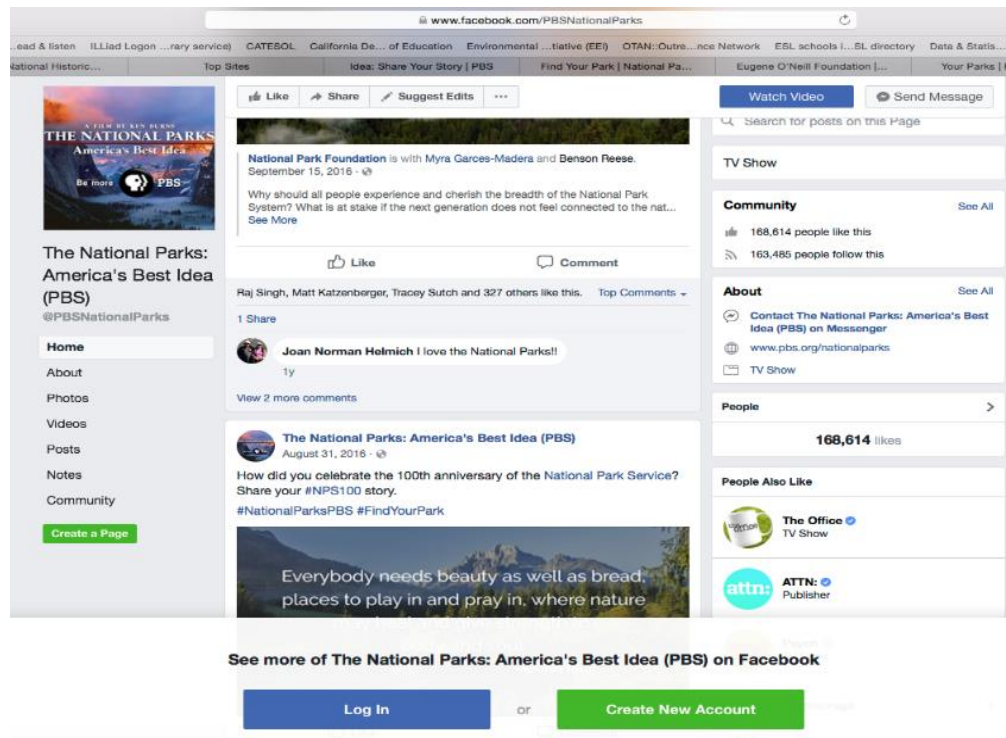 www.facebook.com/PBSNationalParks
...ead & listen ILLiad Logon ...rary service) CATESOL California De... of Education Environmental ...tiative (EEI) OTAN::Outre...nce Network ESL schools i...SL directory Data & Statis...
National Historic... Top Sites Idea: Share Your Story | PBS Find Your Park | National Pa... Eugene O'Neill Foundation |... Your Parks |
Like Share Suggest Edits ...
Watch Video Send Message
A FILM BY KEN BURNS
THE NATIONAL PARKS
America's Best Idea
Be more PBS
The National Parks:
America's Best Idea
(PBS)
@PBSNationalParks
Home
About
Photos
Videos
Posts
Notes
Community
Create a Page
National Park Foundation is with Myra Garces-Madera and Benson Reese.
September 15, 2016 ·
Why should all people experience and cherish the breadth of the National Park
System? What is at stake if the next generation does not feel connected to the nat...
See More
Like Comment
Raj Singh, Matt Katzenberger, Tracey Sutch and 327 others like this. Top Comments
1 Share
Joan Norman Helmich I love the National Parks!!
1y
View 2 more comments
The National Parks: America's Best Idea (PBS)
August 31, 2016 ·
How did you celebrate the 100th anniversary of the National Park Service?
Share your #NPS100 story.
#NationalParksPBS #FindYourPark
Everybody needs beauty as well as bread,
places to play in and pray in, where nature
Search for posts on this Page
TV Show
Community See All
168,614 people like this
163,485 people follow this
About See All
Contact The National Parks: America's Best
Idea (PBS) on Messenger
www.pbs.org/nationalparks
TV Show
People
168,614 likes
People Also Like
The Office
TV Show
attn:
ATTN:
Publisher
See more of The National Parks: America's Best Idea (PBS) on Facebook
Log In or Create New Account